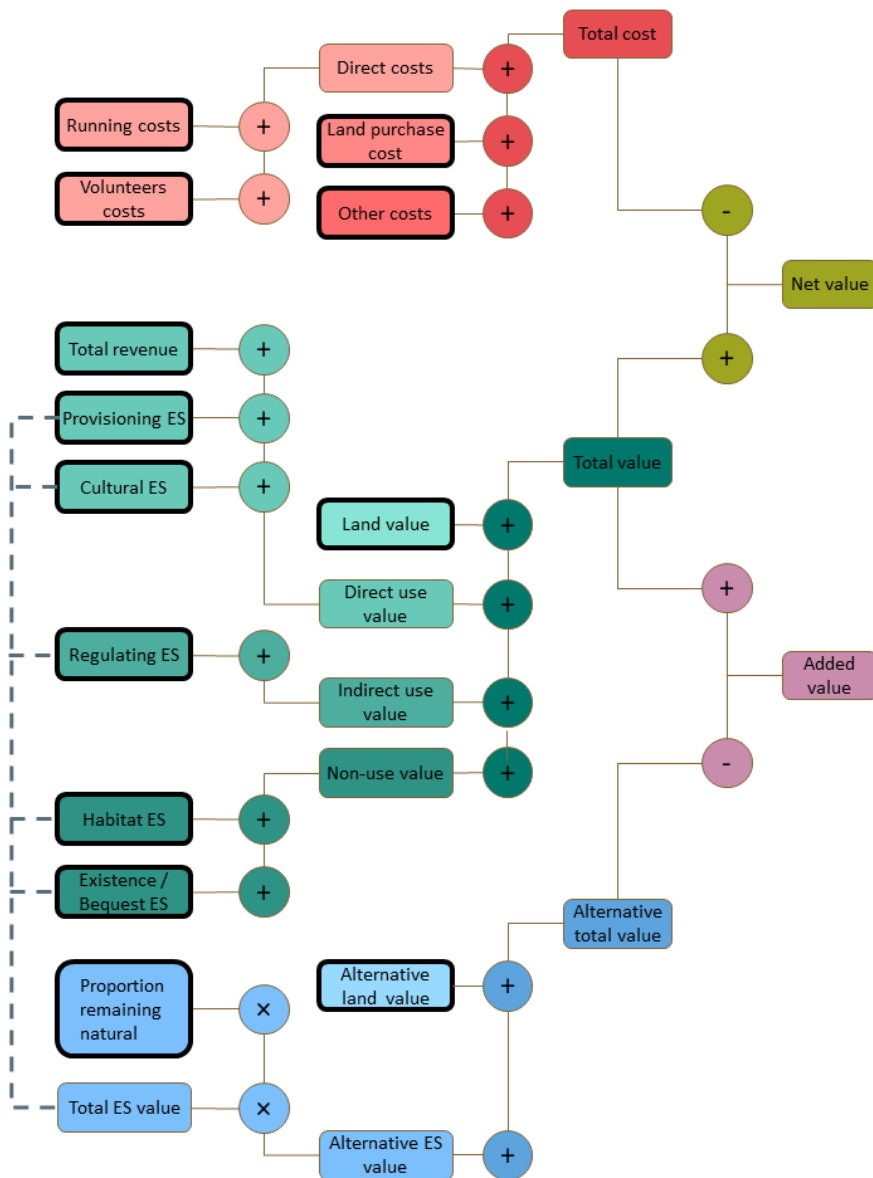 Total cost
Direct costs
+
Running costs
+
Land purchase
cost
+
Volunteers
costs
+
Other costs
+
-
Net value
Total revenue
+
+
Provisioning ES
+
Total value
Cultural ES
+
Land value
+
Direct use
value
+
+
Regulating ES
+
Added
value
Indirect use
value
+
Non-use value
+
-
Habitat ES
+
Existence /
Bequest ES
+
Alternative
total value
Proportion
remaining
natural
×
Alternative
land value
+
Total ES value
×
Alternative ES
value
+